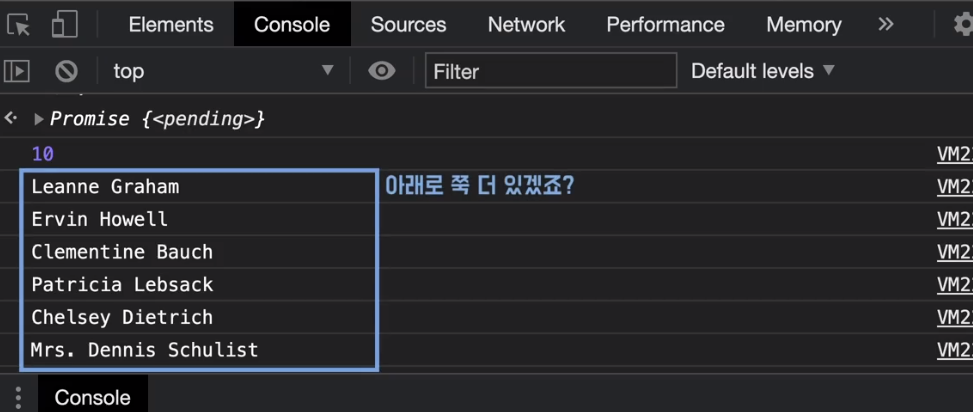 Elements Console Sources Network Performance Memory »
top Filter Default levels
Promise {<pending>}
10 VM2
Leanne Graham 아래로 쭉 더 있겠죠? VM2
Ervin Howell VM2
Clementine Bauch VM2
Patricia Lebsack VM2
Chelsey Dietrich VM2
Mrs. Dennis Schulist VM2
Console